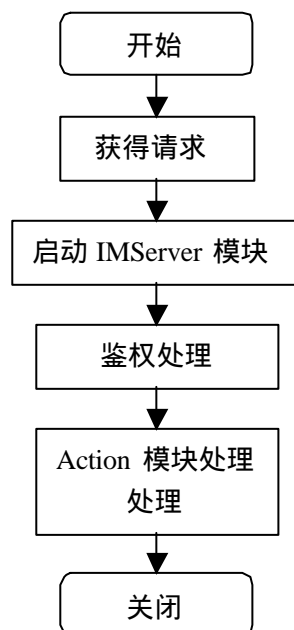 开始
获得请求
启动 IMServer 模块
鉴权处理
Action 模块处理
处理
关闭